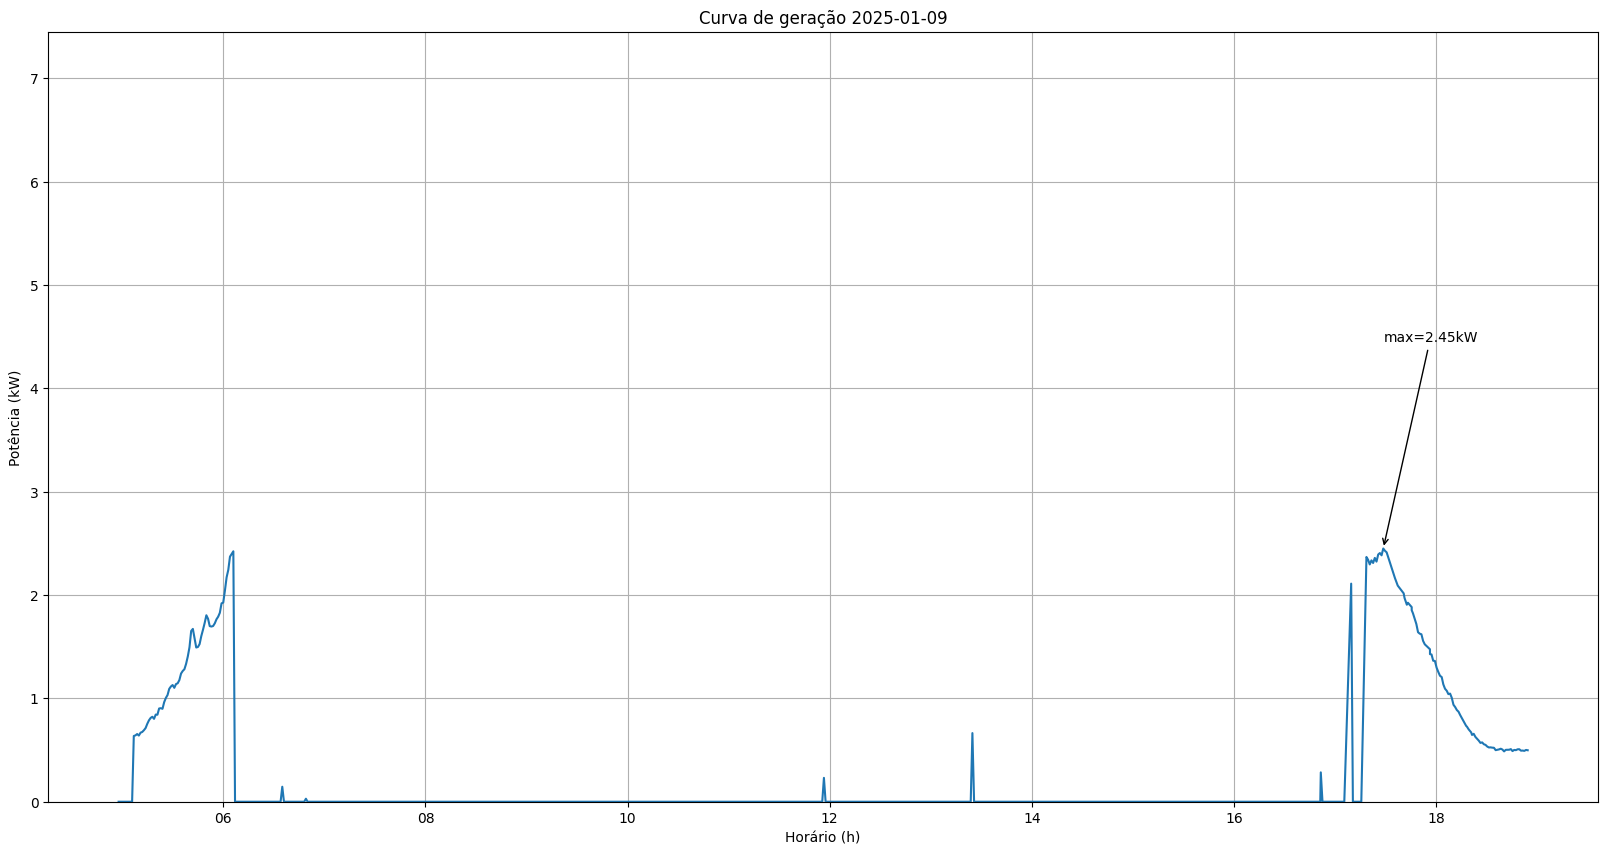 Curva de geração 2025-01-09
7
6
5
4
3
2
1
0
Potência (kW)
max=2.45kW
06 08 10 12 14 16 18
Horário (h)